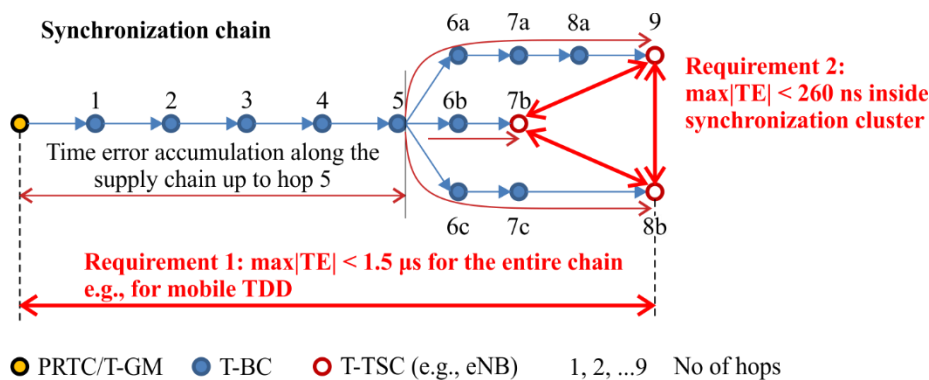 Synchronization chain
6a 7a 8a 9
1 2 3 4 5 6b 7b
Time error accumulation along the
supply chain up to hop 5
6c 7c 8b
Requirement 2:
max|TE| < 260 ns inside
synchronization cluster
Requirement 1: max|TE| < 1.5 µs for the entire chain
e.g., for mobile TDD
PRTC/T-GM T-BC T-TSC (e.g., eNB) 1, 2, ...9 No of hops